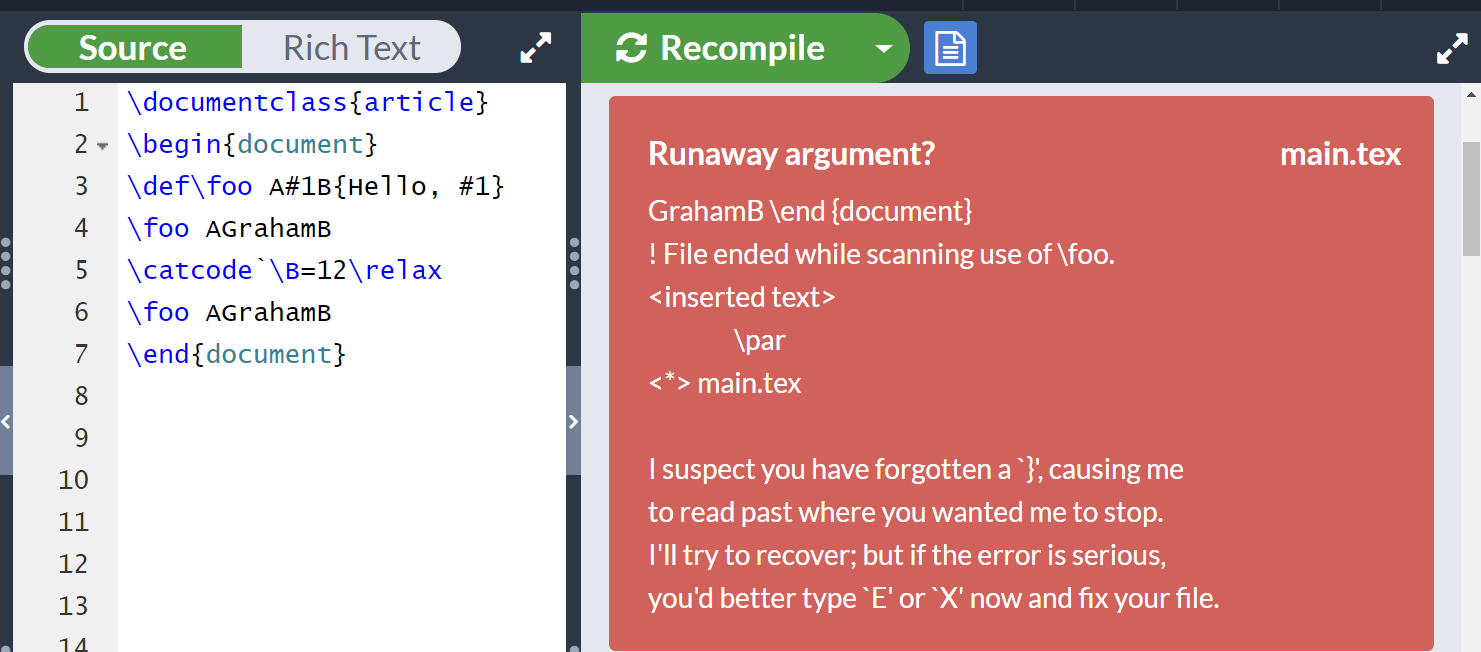 Source Rich Text
Recompile
1 \documentclass{article}
2 \begin{document}
3 \def\foo A#1B{Hello, #1}
4 \foo AGrahamB
5 \catcode`\B=12\relax
6 \foo AGrahamB
7 \end{document}
8
9
10
11
12
13
14
Runaway argument? main.tex
GrahamB \end {document}
! File ended while scanning use of \foo.
<inserted text>
\par
<*> main.tex
I suspect you have forgotten a `}', causing me
to read past where you wanted me to stop.
I'll try to recover; but if the error is serious,
you'd better type `E' or `X' now and fix your file.